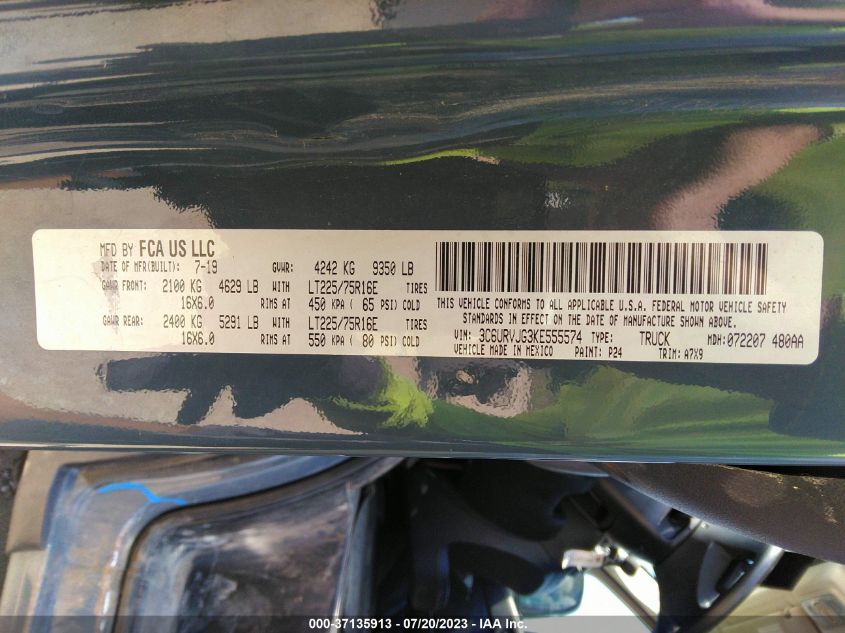 MFD BY FCA US LLC
DATE OF MFR(BUILT): 7-19 GVWR: 4242 KG 9350 LB
GAWR FRONT: 2100 KG 4629 LB WITH LT225/75R16E TIRES
16X6.0 RIMS AT 450 KPA ( 65 PSI) COLD
GAWR REAR: 2400 KG 5291 LB WITH LT225/75R16E TIRES
16X6.0 RIMS AT 550 KPA ( 80 PSI) COLD
THIS VEHICLE CONFORMS TO ALL APPLICABLE U.S.A. FEDERAL MOTOR VEHICLE SAFETY
STANDARDS IN EFFECT ON THE DATE OF MANUFACTURE SHOWN ABOVE.
VIN: 3C6URVJG3KE555574 TYPE: TRUCK MDH: 072207 480AA
VEHICLE MADE IN MEXICO PAINT: P24 TRIM: A7X9
000-37135913 - 07/20/2023 - IAA Inc.